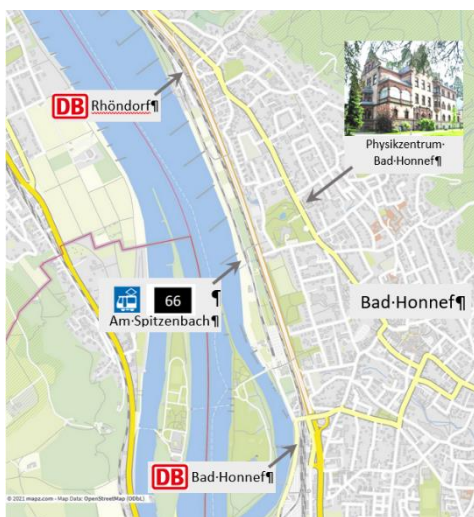 DB Rhöndorf¶
Physikzentrum·
Bad·Honnef¶
66 ¶
Am·Spitzenbach¶
Bad·Honnef¶
DB Bad·Honnef¶
© 2021 mapz.com - Map Data: OpenStreetMap (ODbL)